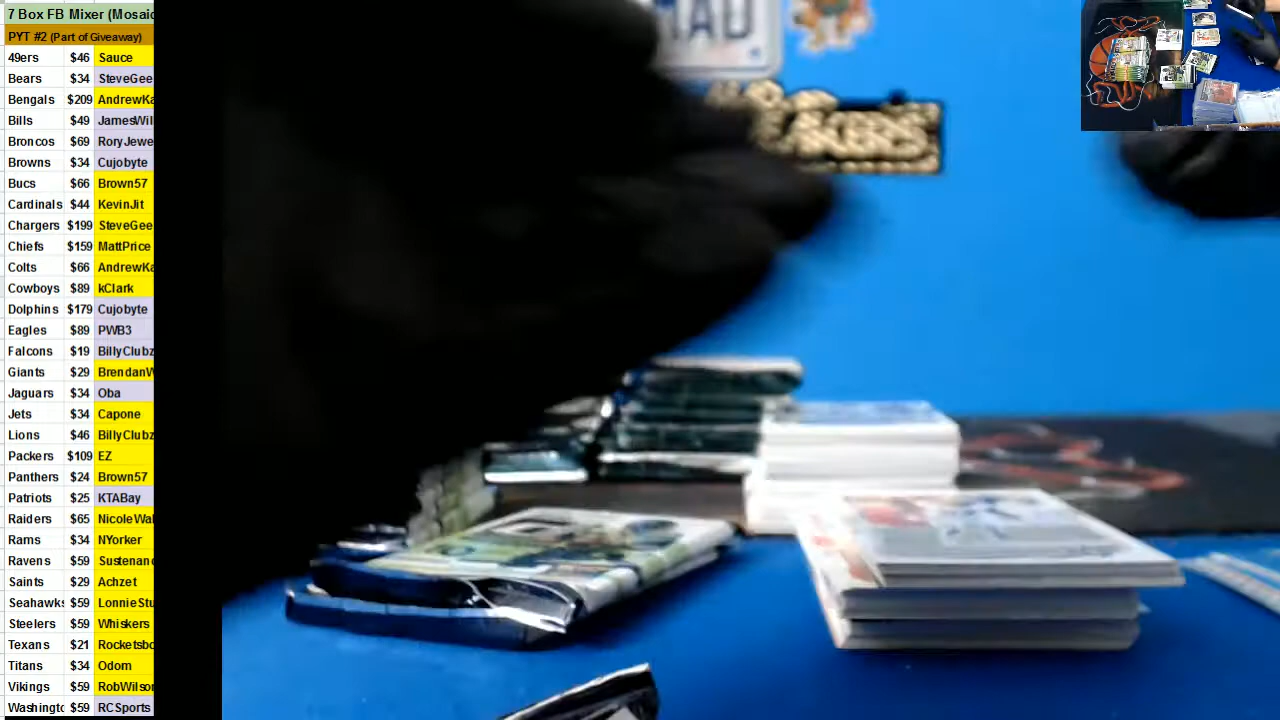 7 Box FB Mixer (Mosaic
PYT #2 (Part of Giveaway)
49ers $46 Sauce
Bears $34 SteveGee
Bengals $209 AndrewKa
Bills $49 JamesWil
Broncos $69 RoryJewe
Browns $34 Cujobyte
Bucs $66 Brown57
Cardinals $44 KevinJit
Chargers $199 SteveGee
Chiefs $159 MattPrice
Colts $66 AndrewKa
Cowboys $89 kClark
Dolphins $179 Cujobyte
Eagles $89 PWB3
Falcons $19 BillyClubz
Giants $29 BrendanW
Jaguars $34 Oba
Jets $34 Capone
Lions $46 BillyClubz
Packers $109 EZ
Panthers $24 Brown57
Patriots $25 KTABay
Raiders $65 NicoleWal
Rams $34 NYorker
Ravens $59 Sustenanc
Saints $29 Achzet
Seahawks $59 LonnieStu
Steelers $59 Whiskers
Texans $21 Rocketsbo
Titans $34 Odom
Vikings $59 RobWilson
Washingto $59 RCSports